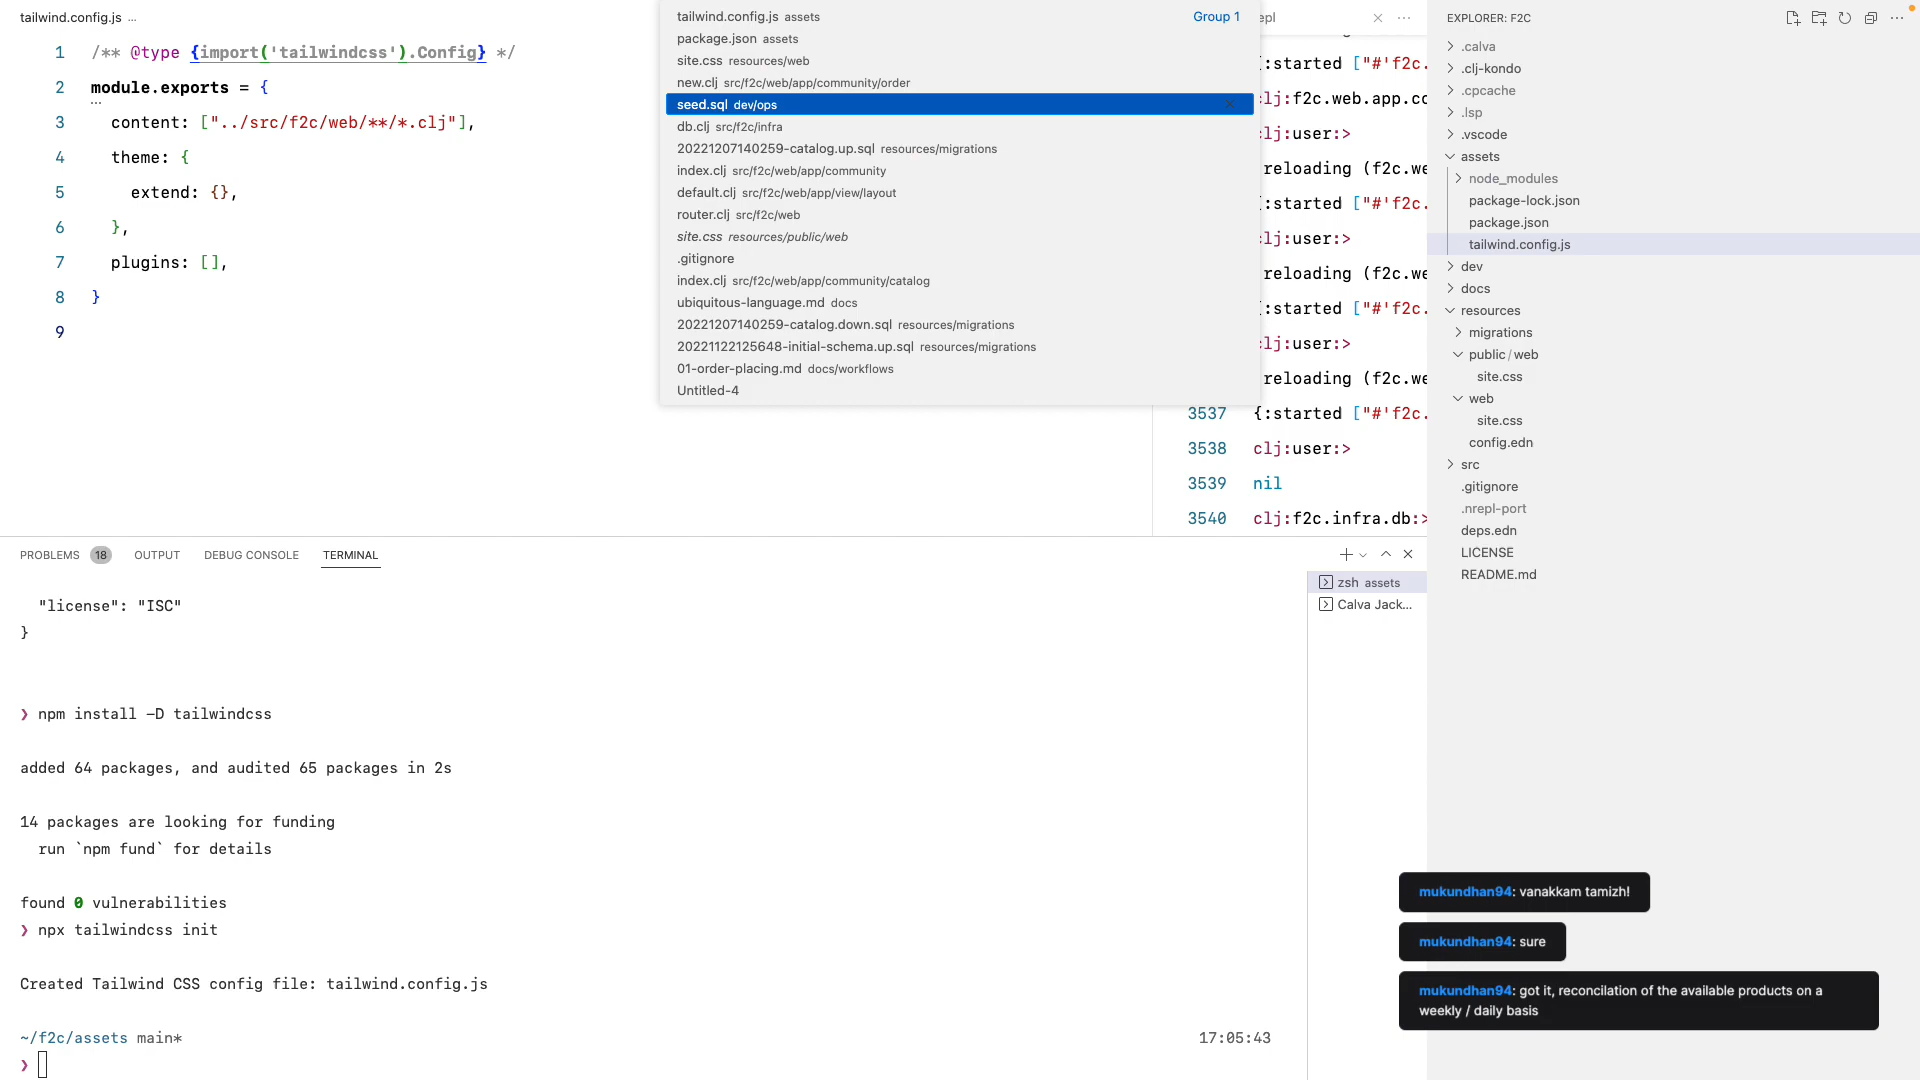 tailwind.config.js ...
1 /** @type {import('tailwindcss').Config} */
2 module.exports = {
3 content: ["../src/f2c/web/**/*.clj"],
4 theme: {
5 extend: {},
6 },
7 plugins: [],
8 }
9
tailwind.config.js assets Group 1
package.json assets
site.css resources/web
new.clj src/f2c/web/app/community/order
seed.sql dev/ops
db.clj src/f2c/infra
20221207140259-catalog.up.sql resources/migrations
index.clj src/f2c/web/app/community
default.clj src/f2c/web/app/view/layout
router.clj src/f2c/web
site.css resources/public/web
.gitignore
index.clj src/f2c/web/app/community/catalog
ubiquitous-language.md docs
20221207140259-catalog.down.sql resources/migrations
20221122125648-initial-schema.up.sql resources/migrations
01-order-placing.md docs/workflows
Untitled-4
epl
:started ["#'f2c.
clj:f2c.web.app.co
clj:user:>
reloading (f2c.we
:started ["#'f2c.
clj:user:>
reloading (f2c.we
:started ["#'f2c.
clj:user:>
reloading (f2c.we
3537 {:started ["#'f2c.
3538 clj:user:>
3539 nil
3540 clj:f2c.infra.db:>
EXPLORER: F2C
.calva
.clj-kondo
.cpcache
.lsp
.vscode
assets
node_modules
package-lock.json
package.json
tailwind.config.js
dev
docs
resources
migrations
public/web
site.css
web
site.css
config.edn
src
.gitignore
.nrepl-port
deps.edn
LICENSE
README.md
PROBLEMS 18 OUTPUT DEBUG CONSOLE TERMINAL
"license": "ISC"
}
❯ npm install -D tailwindcss
added 64 packages, and audited 65 packages in 2s
14 packages are looking for funding
run `npm fund` for details
found 0 vulnerabilities
❯ npx tailwindcss init
Created Tailwind CSS config file: tailwind.config.js
~/f2c/assets main* 17:05:43
❯
zsh assets
Calva Jack...
mukundhan94: vanakkam tamizh!
mukundhan94: sure
mukundhan94: got it, reconcilation of the available products on a
weekly / daily basis